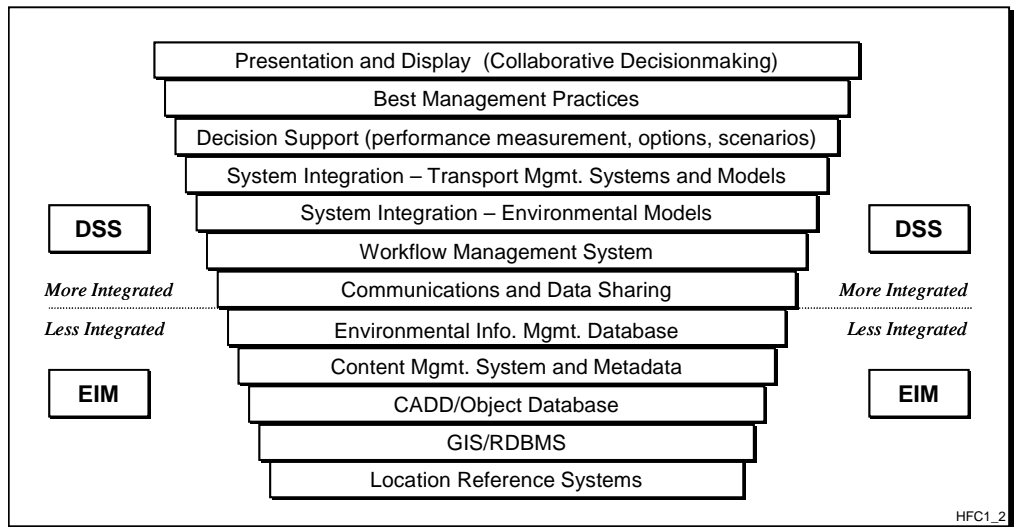 Presentation and Display (Collaborative Decisionmaking)
Best Management Practices
Decision Support (performance measurement, options, scenarios)
System Integration – Transport Mgmt. Systems and Models
System Integration – Environmental Models
DSS
DSS
Workflow Management System
More Integrated
Communications and Data Sharing
More Integrated
Less Integrated
Environmental Info. Mgmt. Database
Less Integrated
Content Mgmt. System and Metadata
EIM
EIM
CADD/Object Database
GIS/RDBMS
Location Reference Systems
HFC1_2